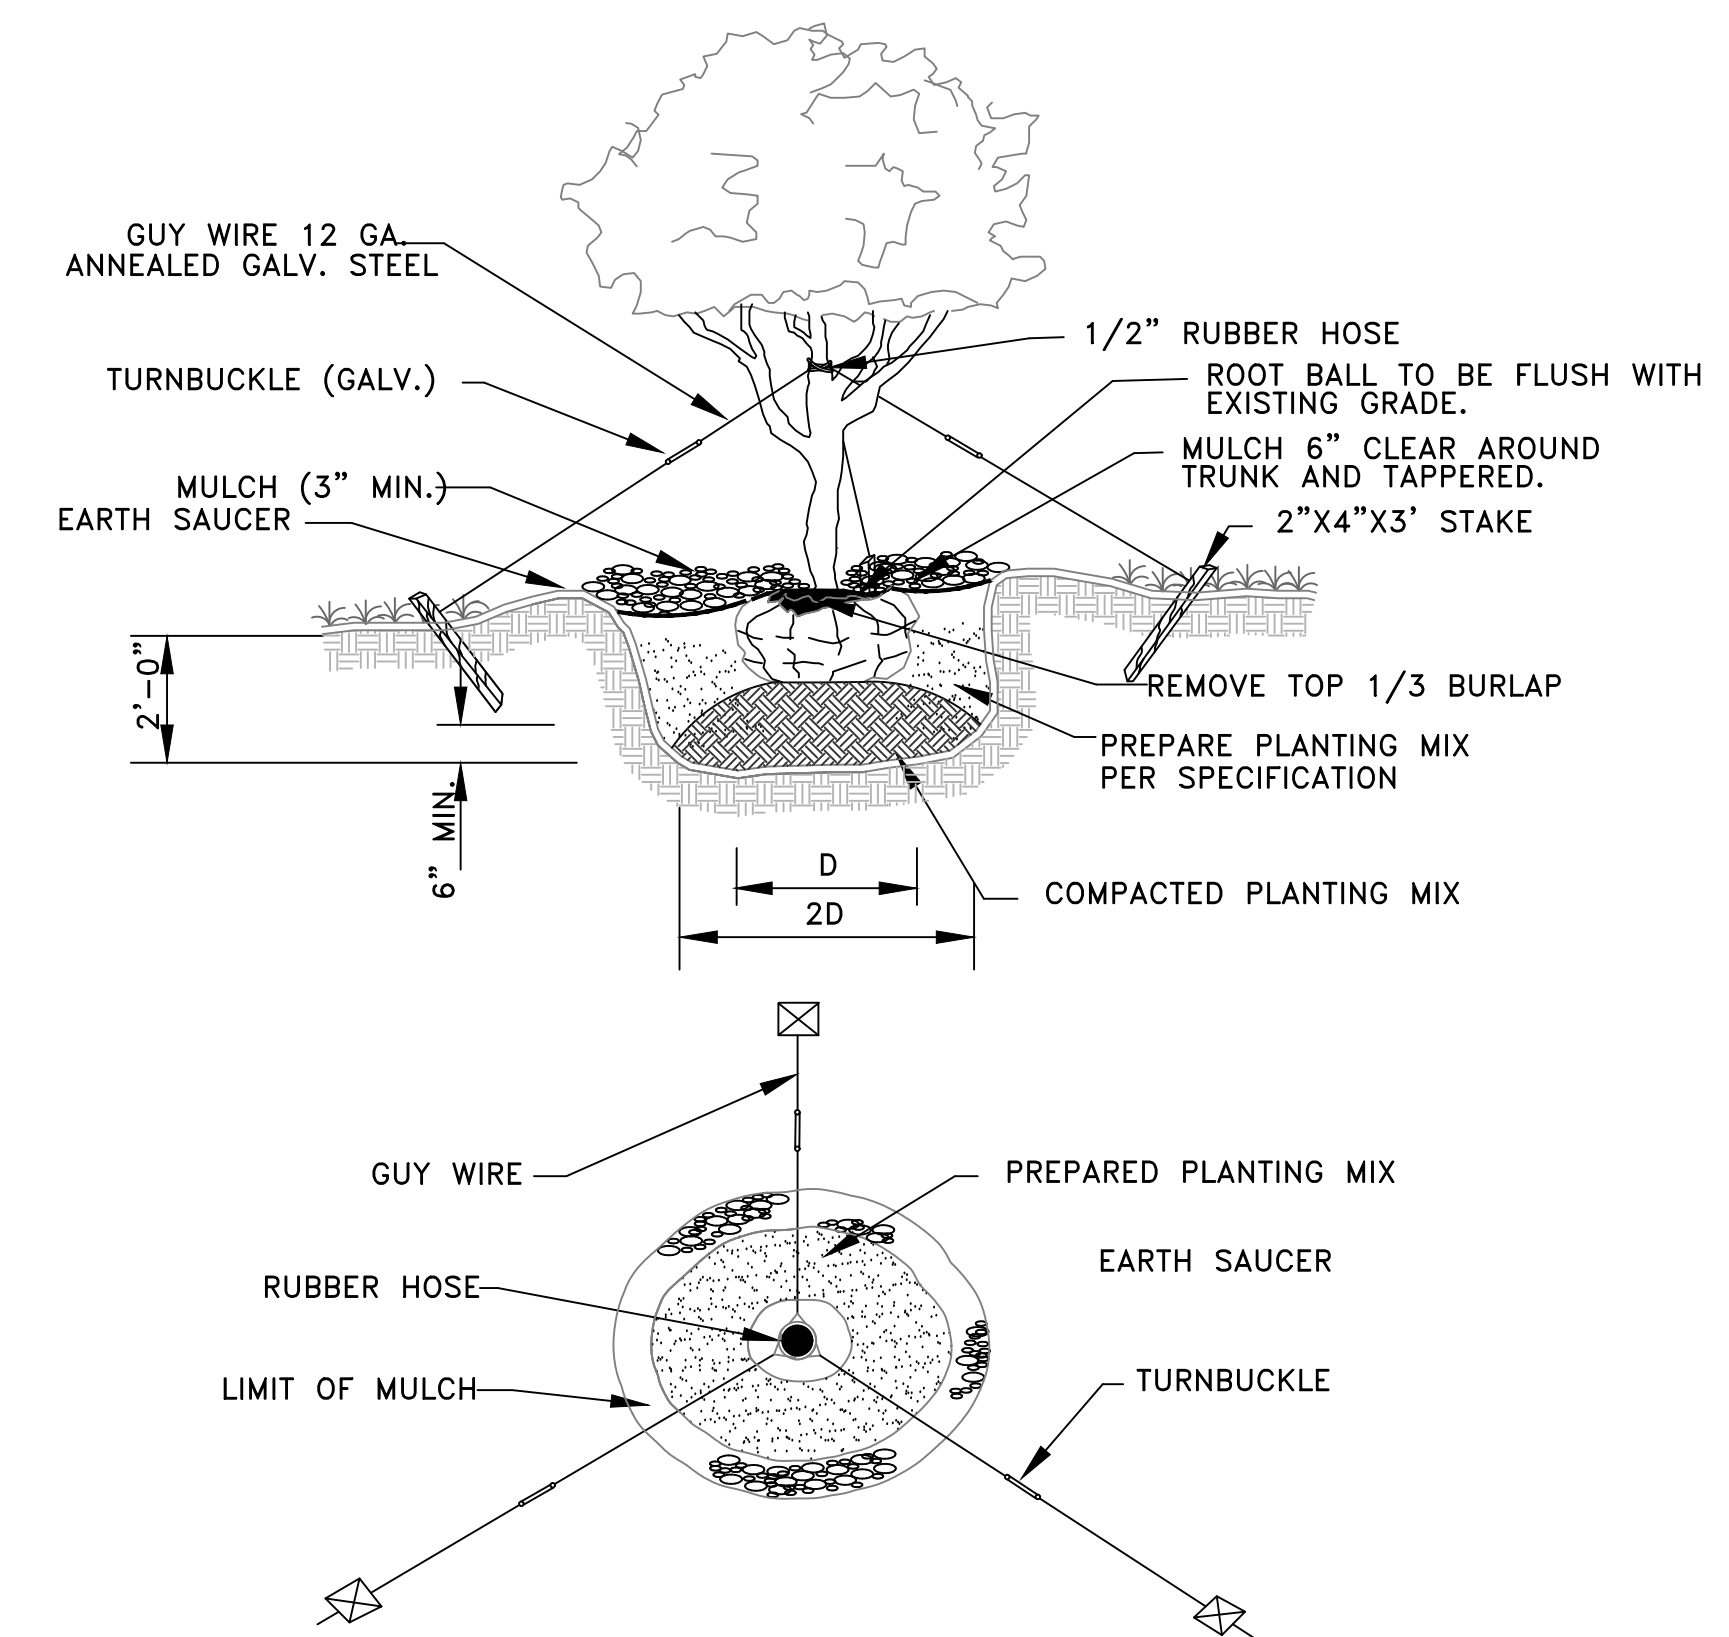 GUY WIRE 12 GA.
ANNEALED GALV. STEEL
TURNBUCKLE (GALV.)
MULCH (3" MIN.)
EARTH SAUCER
1/2" RUBBER HOSE
ROOT BALL TO BE FLUSH WITH
EXISTING GRADE.
MULCH 6" CLEAR AROUND
TRUNK AND TAPPERED.
2"X4"X3' STAKE
2'-0"
6" MIN.
REMOVE TOP 1/3 BURLAP
PREPARE PLANTING MIX
PER SPECIFICATION
COMPACTED PLANTING MIX
D
2D
GUY WIRE
PREPARED PLANTING MIX
EARTH SAUCER
RUBBER HOSE
LIMIT OF MULCH
TURNBUCKLE